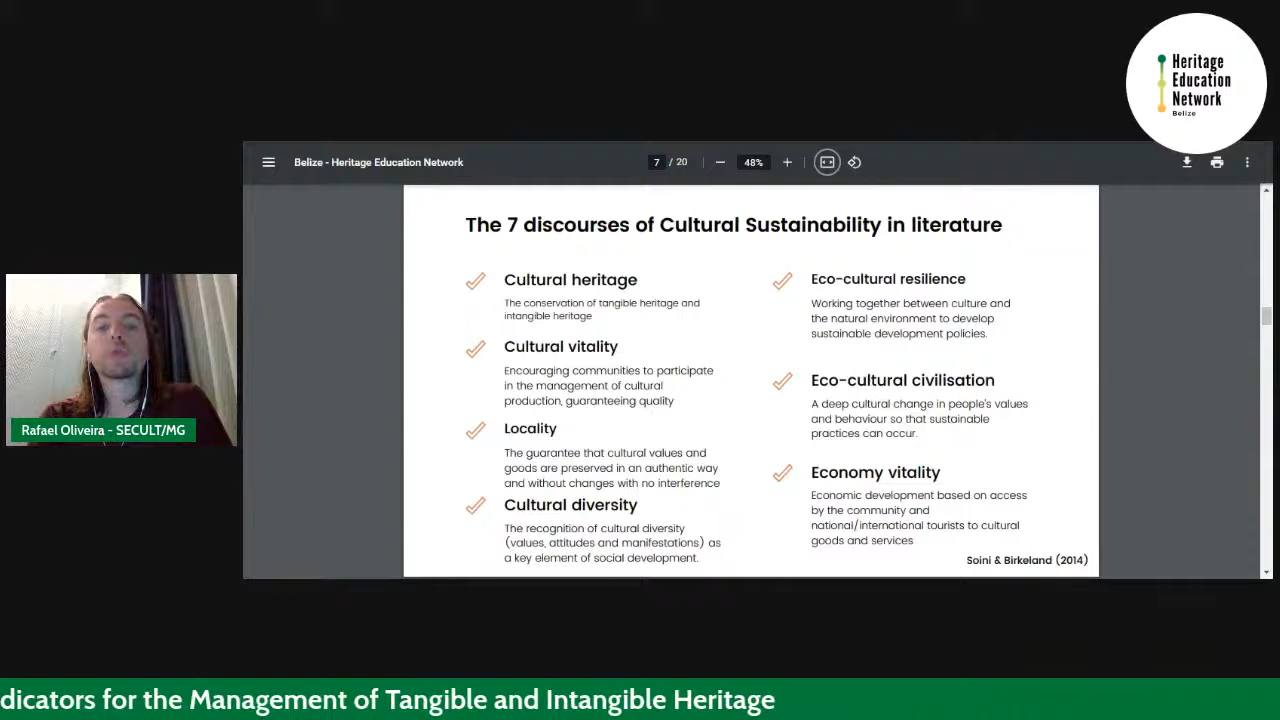 Heritage
Education
Network
Belize
Belize - Heritage Education Network
7 / 20
48%
The 7 discourses of Cultural Sustainability in literature
Cultural heritage
The conservation of tangible heritage and
intangible heritage
Cultural vitality
Encouraging communities to participate
in the management of cultural
production, guaranteeing quality
Locality
The guarantee that cultural values and
goods are preserved in an authentic way
and without changes with no interference
Cultural diversity
The recognition of cultural diversity
(values, attitudes and manifestations) as
a key element of social development.
Eco-cultural resilience
Working together between culture and
the natural environment to develop
sustainable development policies.
Eco-cultural civilisation
A deep cultural change in people's values
and behaviour so that sustainable
practices can occur.
Economy vitality
Economic development based on access
by the community and
national/international tourists to cultural
goods and services
Soini & Birkeland (2014)
Rafael Oliveira - SECULT/MG
dicators for the Management of Tangible and Intangible Heritage